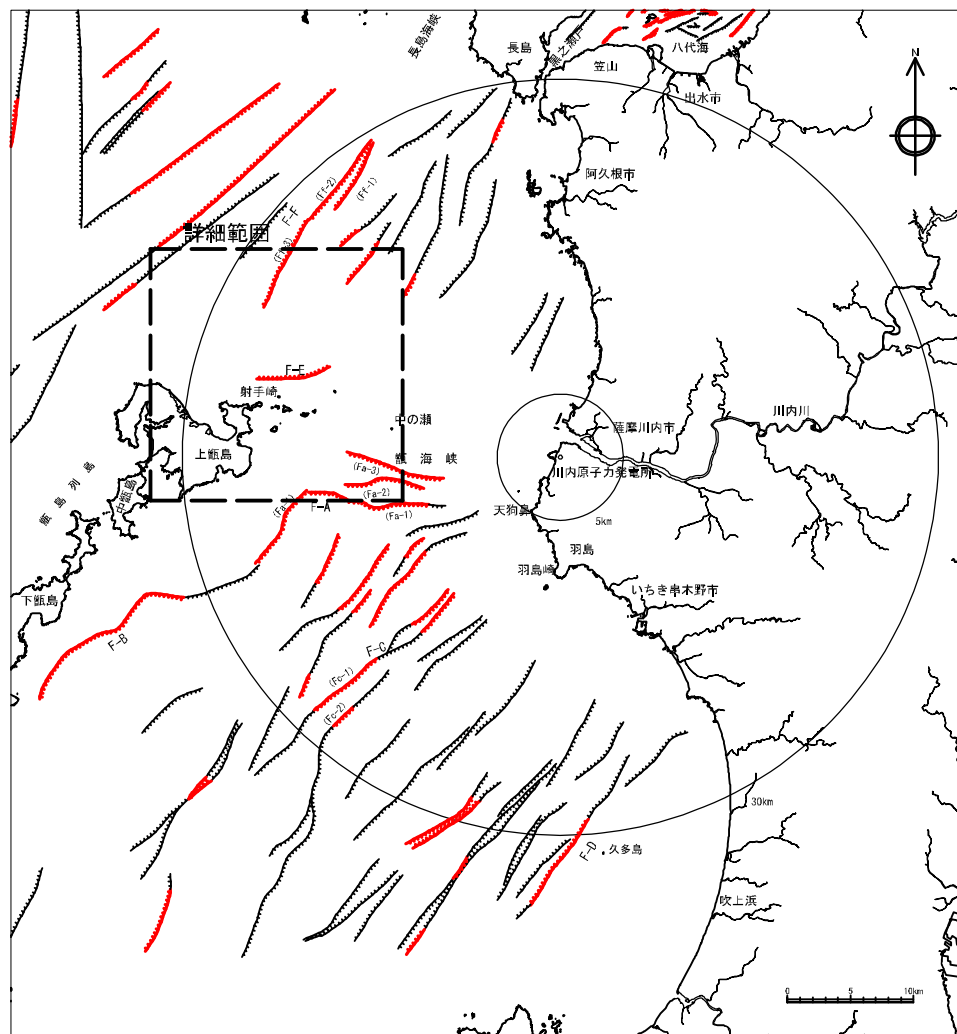 長島海峡
長島
黒之瀬戸
八代海
笠山
出水市
N
阿久根市
(Ff-2)
(Ff-1)
F-F
詳細範囲
F-E
射手崎
中の瀬
川内川
薩摩川内市
上甑島
甑海峡
(Fa-3)
川内原子力発電所
(Fa-2)
甑島列島
中甑島
F-A
(Fa-1)
天狗鼻
5km
羽島
羽島崎
いちき串木野市
下甑島
F-B
F-C
(Fc-1)
(Fc-2)
30km
F-D
久多島
吹上浜
0 5 10km